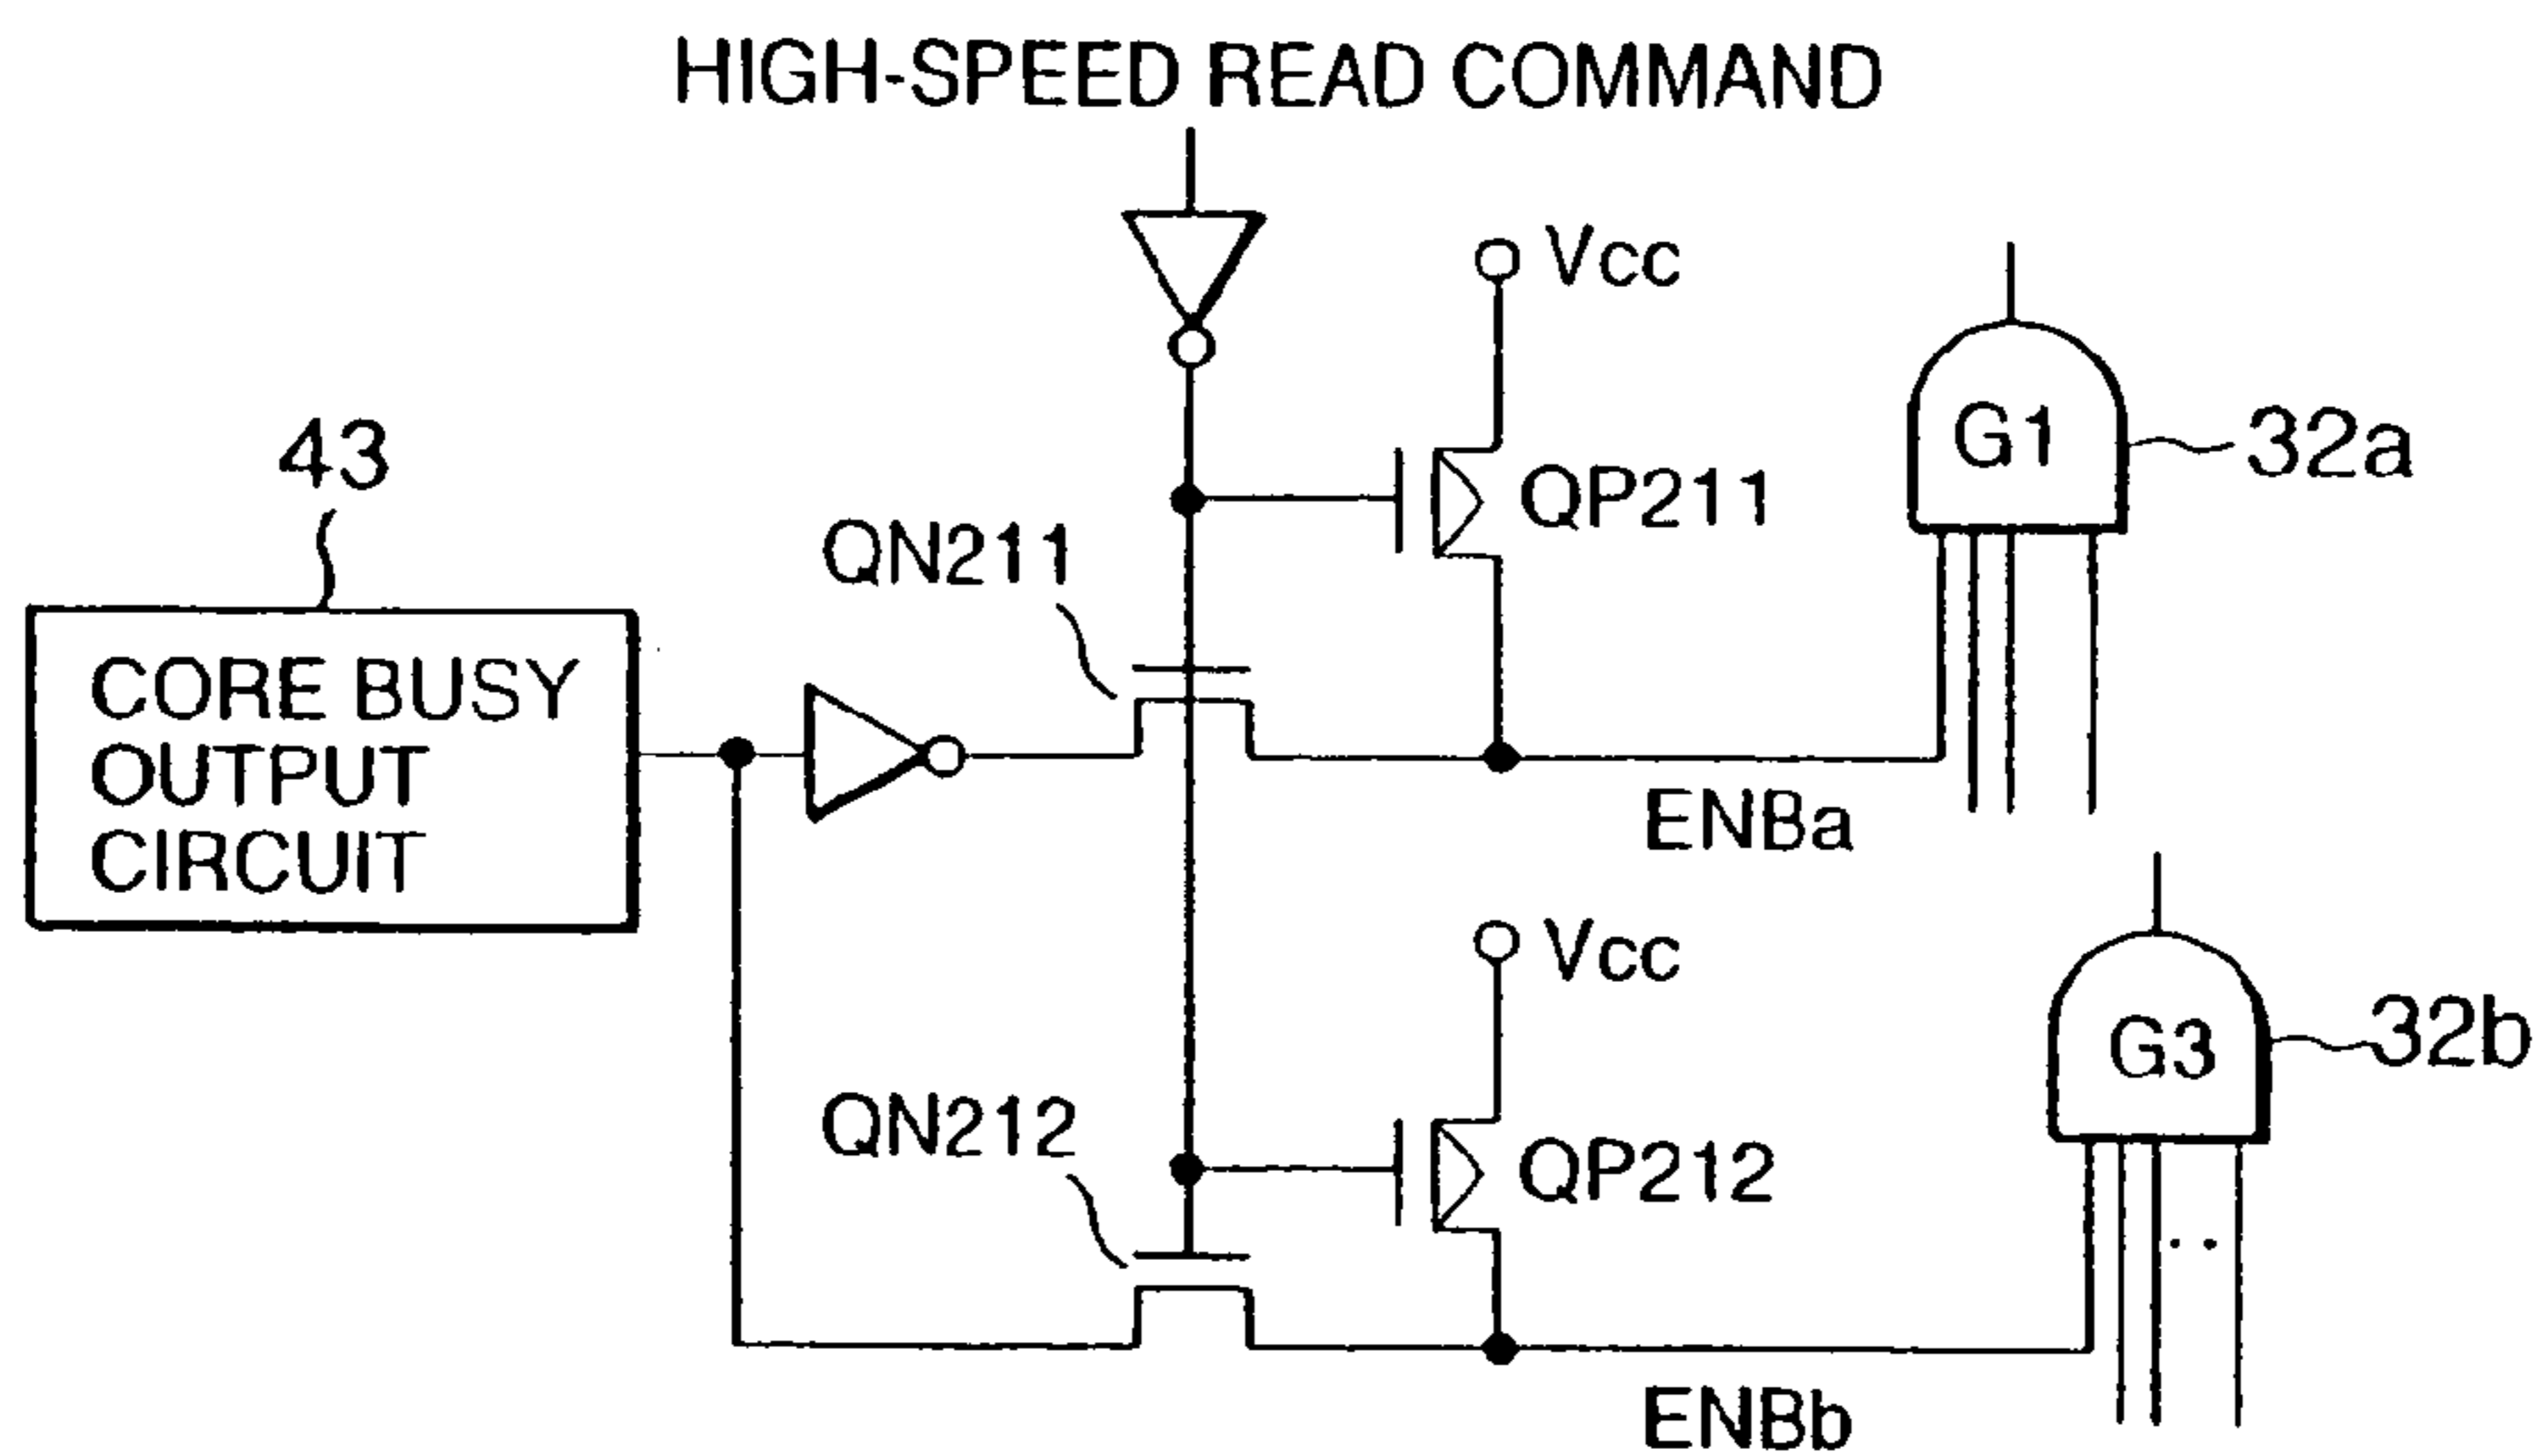 HIGH-SPEED READ COMMAND
Vcc
G1
32a
43
QP211
QN211
CORE BUSY
OUTPUT
CIRCUIT
ENBa
Vcc
G3
32b
QN212
QP212
ENBb